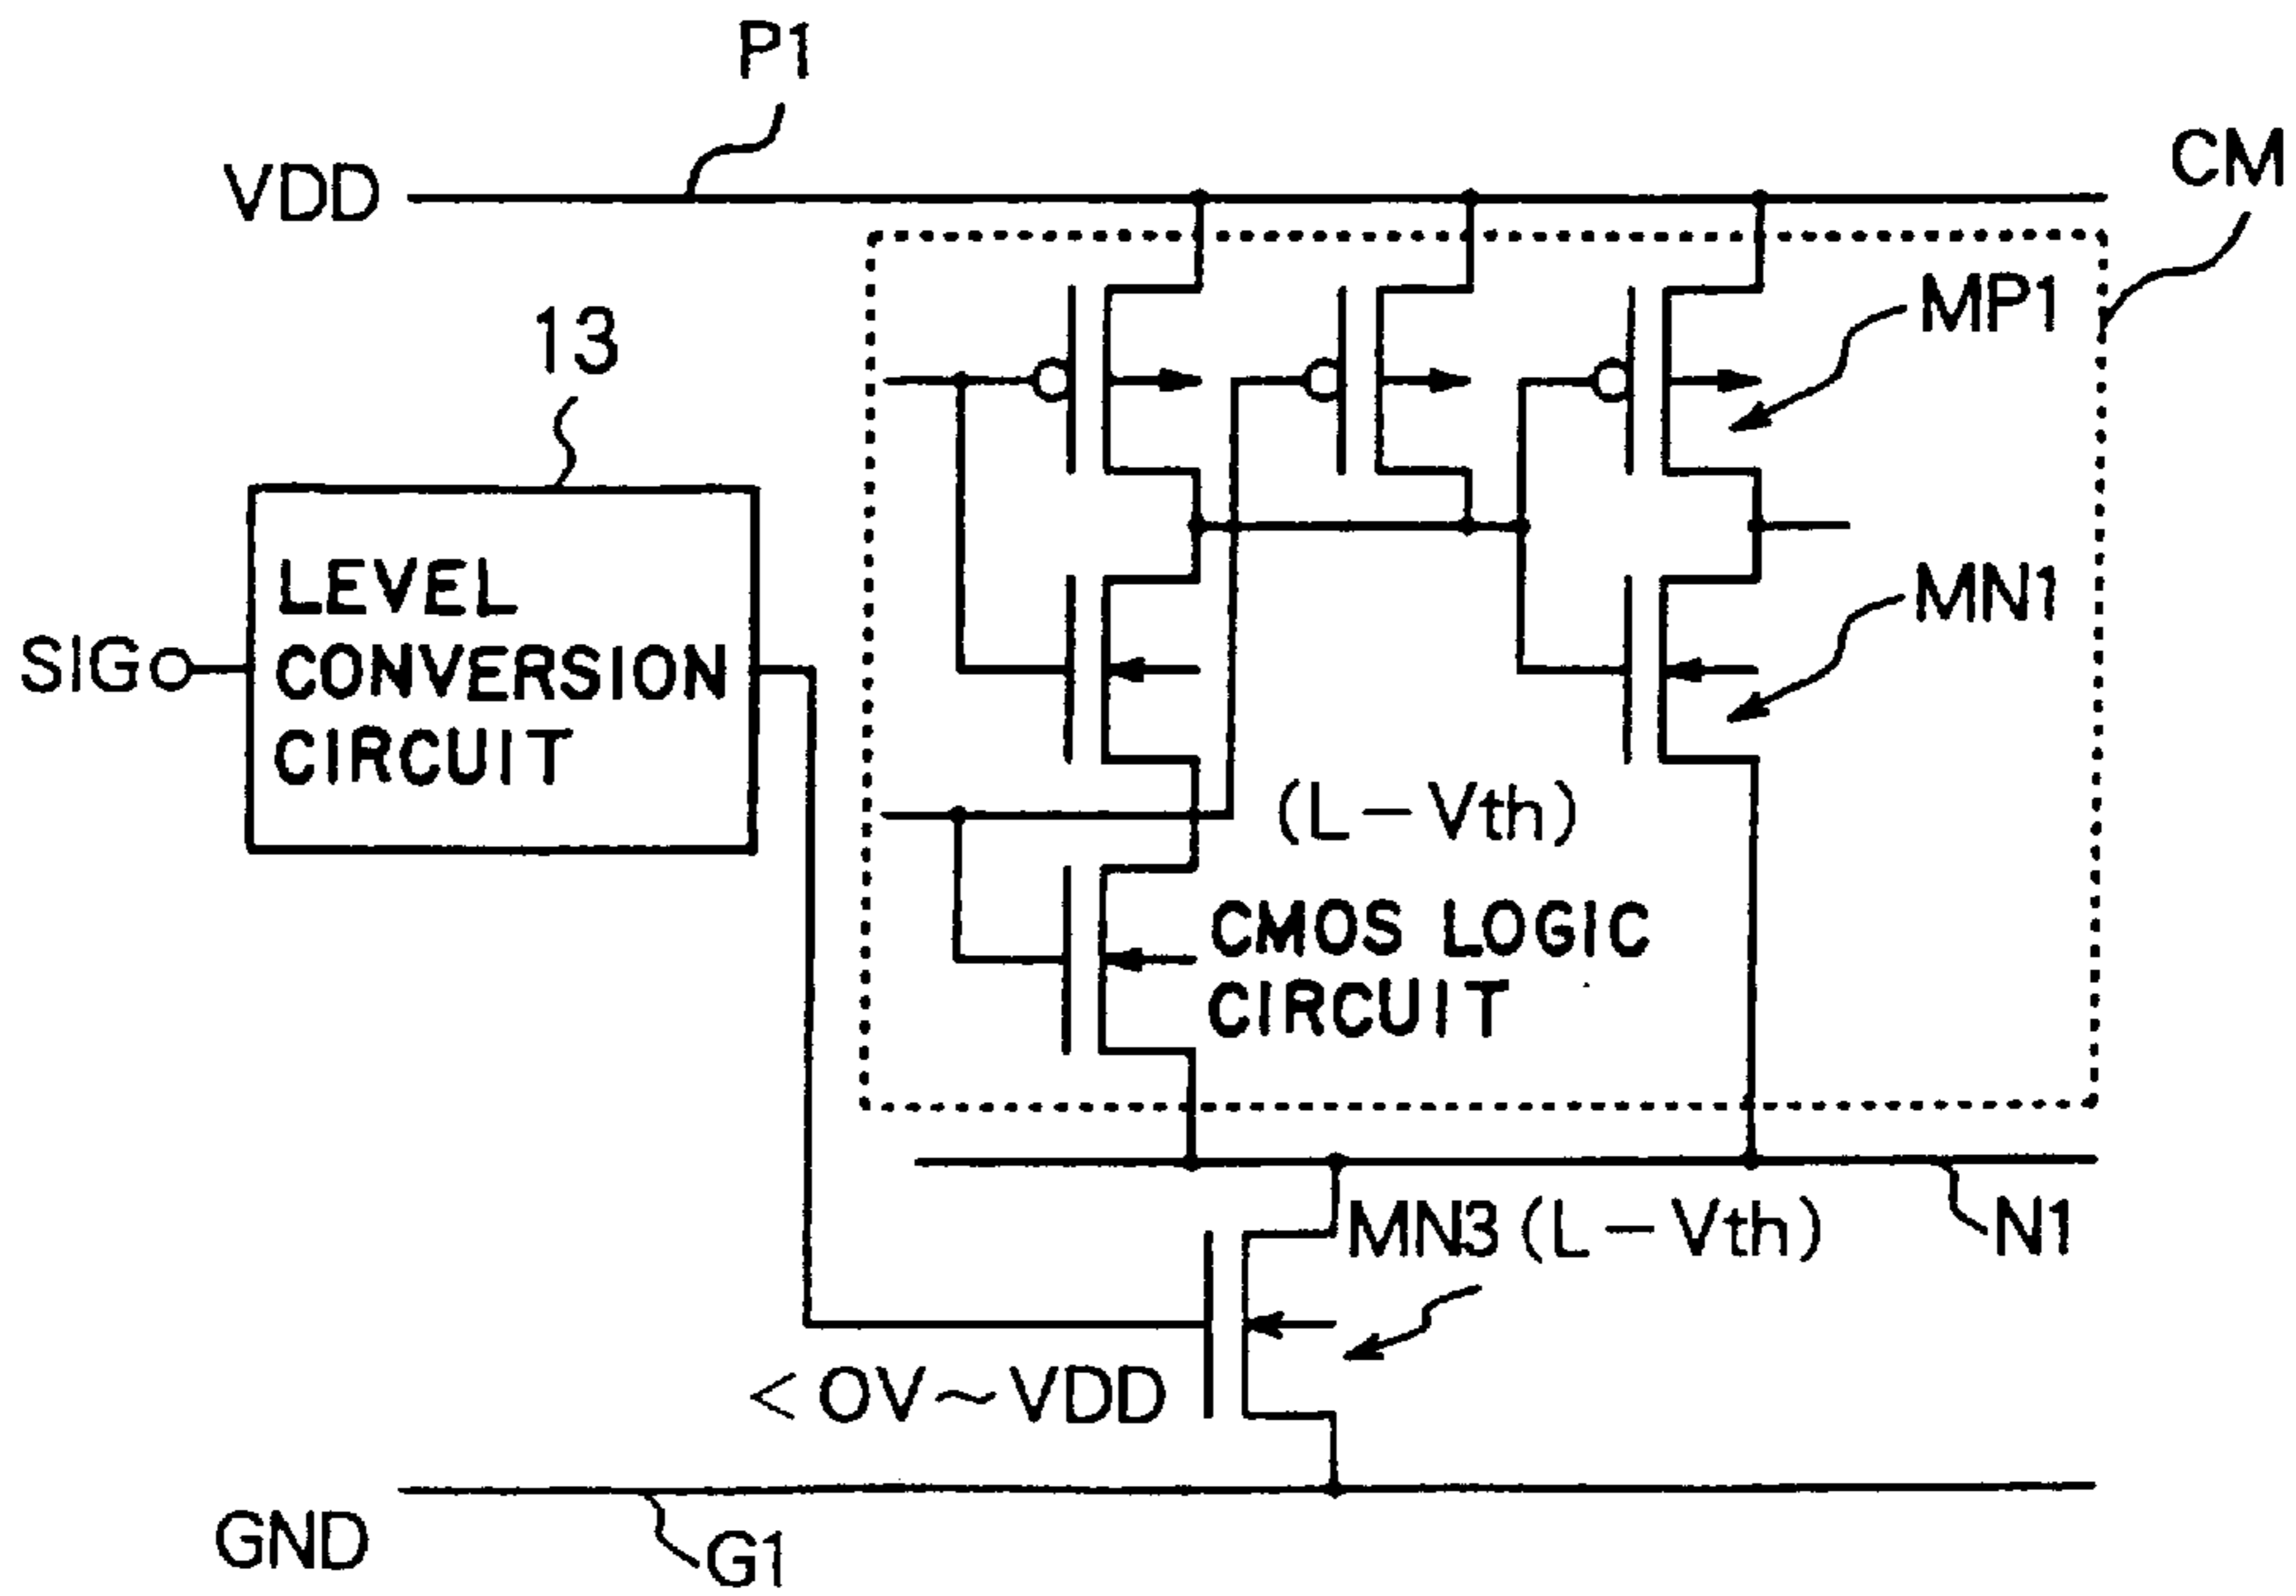 P1
VDD
CM
MP1
13
MN1
LEVEL
CONVERSION
CIRCUIT
SIG
(L-Vth)
CMOS LOGIC
CIRCUIT
MN3 (L-Vth)
N1
< 0V~VDD
GND
G1